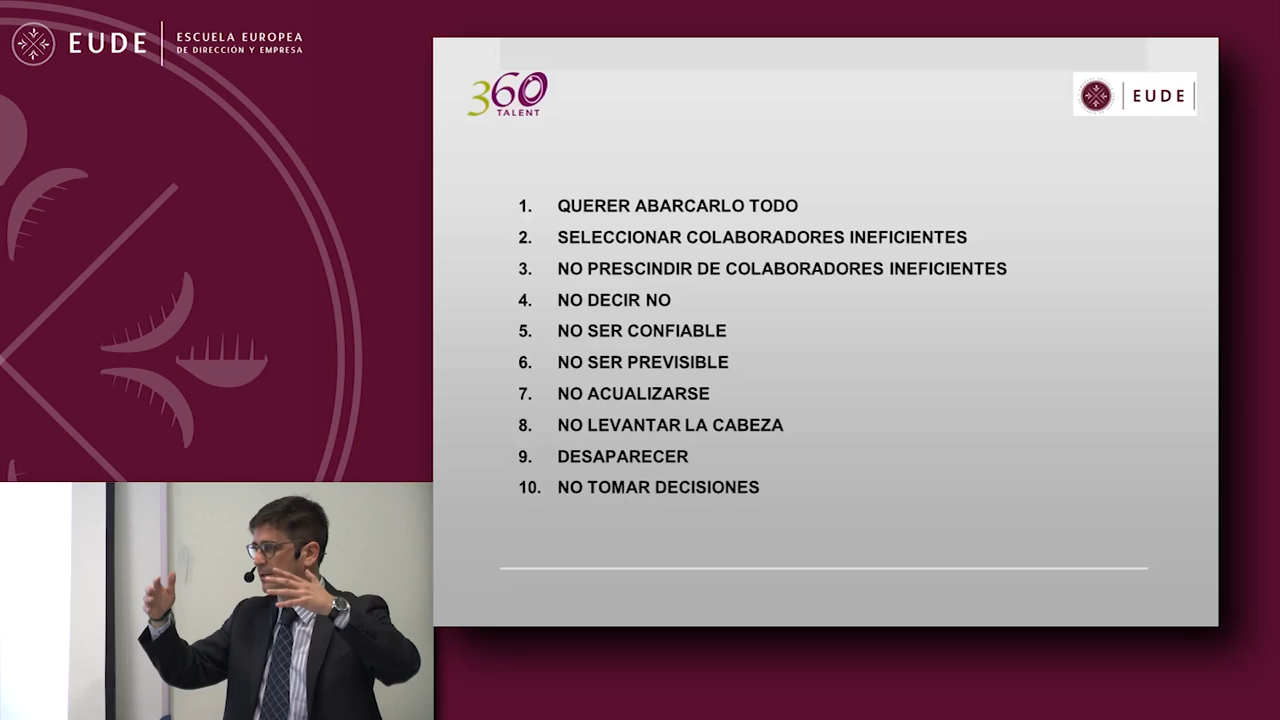 EUDE
ESCUELA EUROPEA
DE DIRECCIÓN Y EMPRESA
360
TALENT
EUDE
1. QUERER ABARCARLO TODO
2. SELECCIONAR COLABORADORES INEFICIENTES
3. NO PRESCINDIR DE COLABORADORES INEFICIENTES
4. NO DECIR NO
5. NO SER CONFIABLE
6. NO SER PREVISIBLE
7. NO ACUALIZARSE
8. NO LEVANTAR LA CABEZA
9. DESAPARECER
10. NO TOMAR DECISIONES